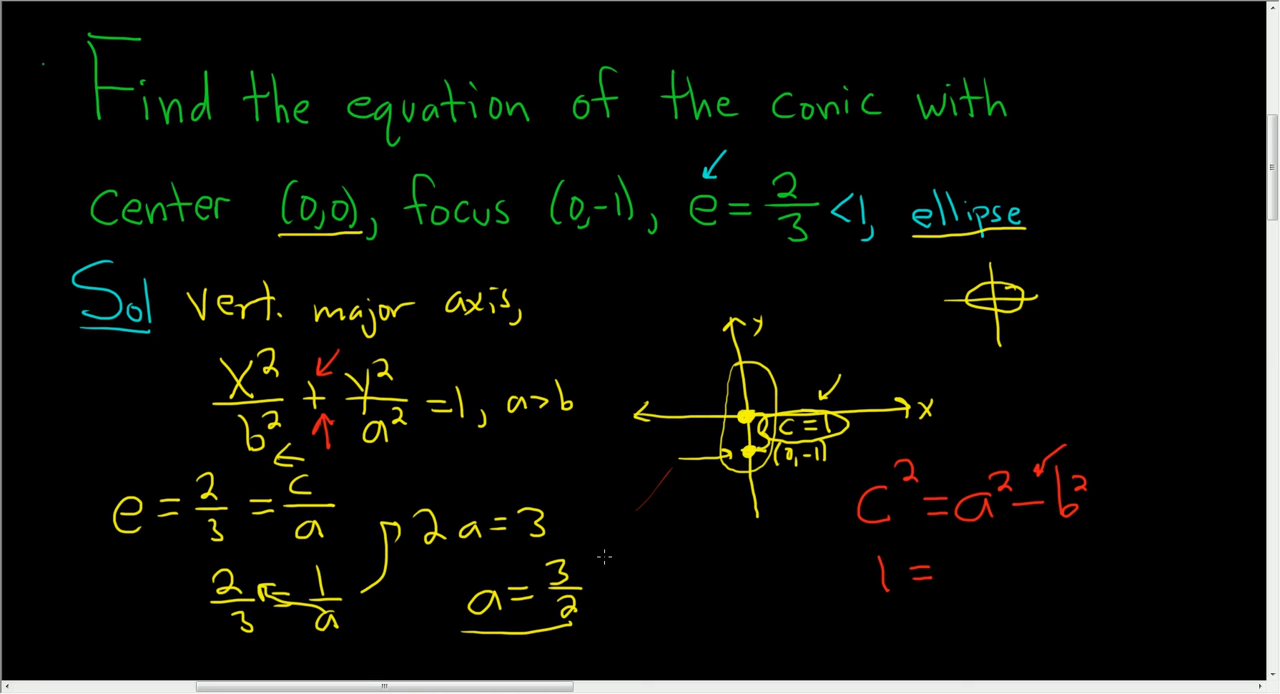 Find the equation of the conic with
center (0,0), focus (0,-1), e = 2/3 <1, ellipse
Sol vert. major axis,
x²/b² + y²/a² = 1, a>b
y
x
c = 1
(0,-1)
e = 2/3 = c/a
2a = 3
2/3 = 1/a
a = 3/2
c² = a² - b²
1 =